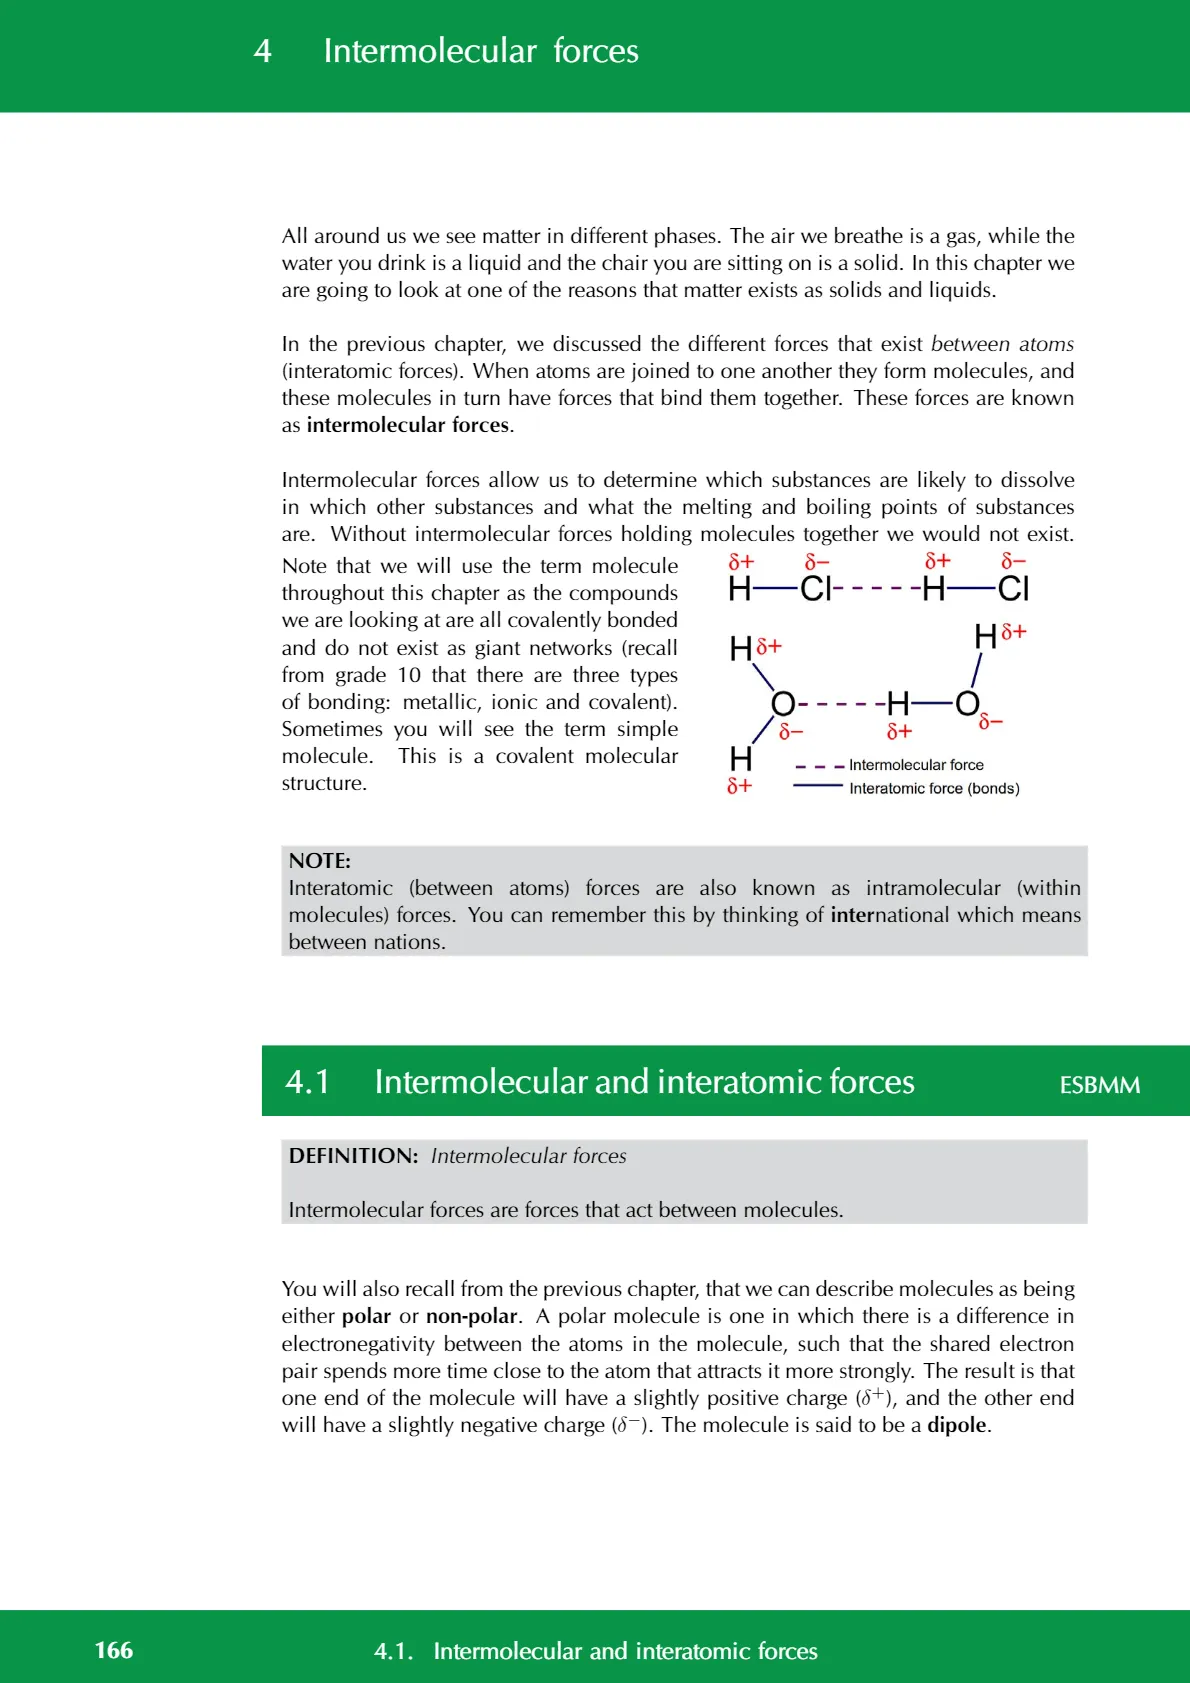 4 Intermolecular forces
All around us we see matter in different phases. The air we breathe is a gas, while the
water you drink is a liquid and the chair you are sitting on is a solid. In this chapter we
are going to look at one of the reasons that matter exists as solids and liquids.
In the previous chapter, we discussed the different forces that exist between atoms
(interatomic forces). When atoms are joined to one another they form molecules, and
these molecules in turn have forces that bind them together. These forces are known
as intermolecular forces.
Intermolecular forces allow us to determine which substances are likely to dissolve
in which other substances and what the melting and boiling points of substances
are. Without intermolecular forces holding molecules together we would not exist.
Note that we will use the term molecule
throughout this chapter as the compounds
we are looking at are all covalently bonded
and do not exist as giant networks (recall
from grade 10 that there are three types
of bonding: metallic, ionic and covalent).
Sometimes you will see the term simple
molecule. This is a covalent molecular
structure.
δ+ δ− δ+ δ−
H Cl H Cl
H δ+ H δ+
O H O
δ− δ+ δ−
H
δ+
Intermolecular force
Interatomic force (bonds)
NOTE:
Interatomic (between atoms) forces are also known as intramolecular (within
molecules) forces. You can remember this by thinking of international which means
between nations.
4.1 Intermolecular and interatomic forces ESBMM
DEFINITION: Intermolecular forces
Intermolecular forces are forces that act between molecules.
You will also recall from the previous chapter, that we can describe molecules as being
either polar or non-polar. A polar molecule is one in which there is a difference in
electronegativity between the atoms in the molecule, such that the shared electron
pair spends more time close to the atom that attracts it more strongly. The result is that
one end of the molecule will have a slightly positive charge (δ⁺), and the other end
will have a slightly negative charge (δ⁻). The molecule is said to be a dipole.
166 4.1. Intermolecular and interatomic forces